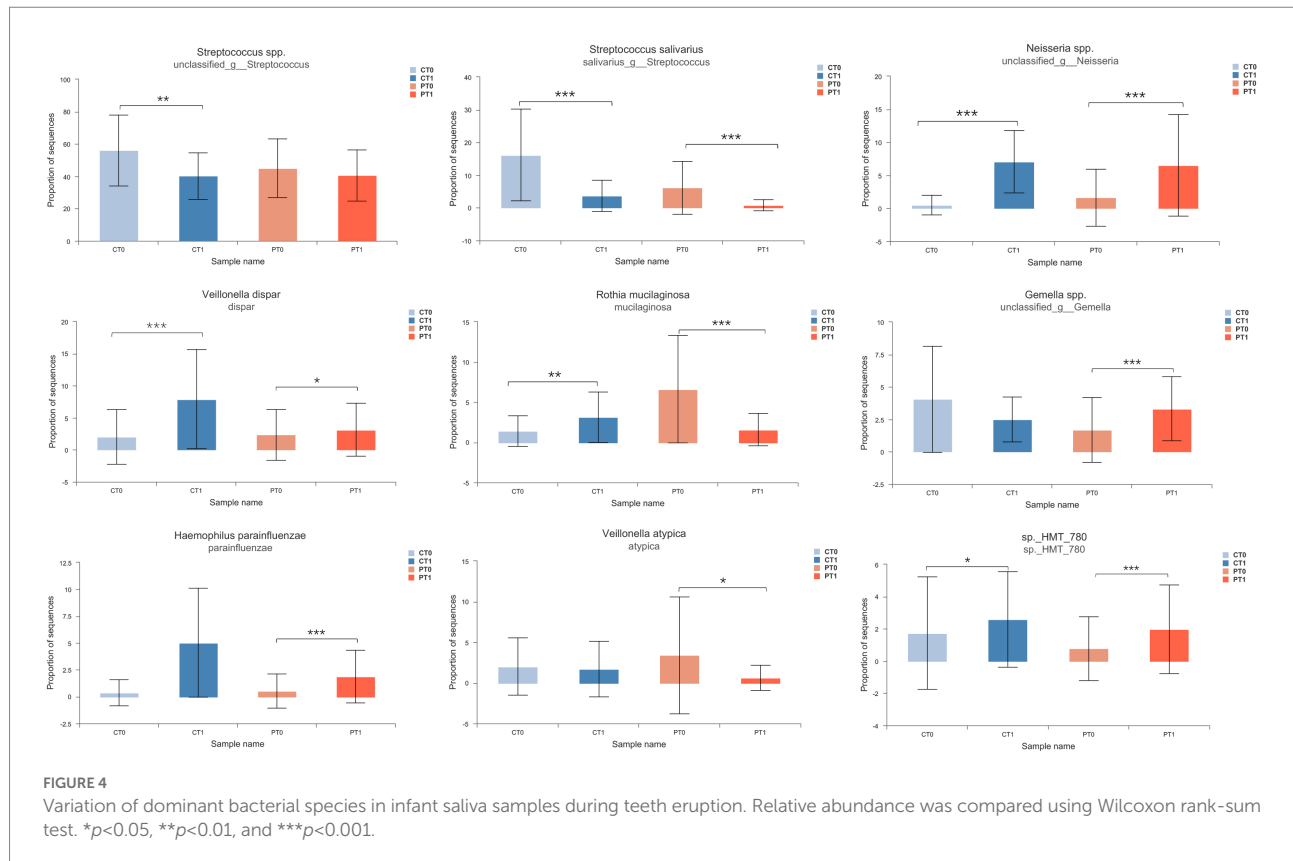 Streptococcus spp.
unclassified_g__Streptococcus
CT0
CT1
PT0
PT1
**
100
80
60
40
20
0
Proportion of sequences
CT0 CT1 PT0 PT1
Sample name
Streptococcus salivarius
salivarius_g__Streptococcus
CT0
CT1
PT0
PT1
***
***
40
30
20
10
0
-10
Proportion of sequences
CT0 CT1 PT0 PT1
Sample name
Neisseria spp.
unclassified_g__Neisseria
CT0
CT1
PT0
PT1
***
***
20
15
10
5
0
-5
Proportion of sequences
CT0 CT1 PT0 PT1
Sample name
Veillonella dispar
dispar
CT0
CT1
PT0
PT1
***
*
20
15
10
5
0
-5
Proportion of sequences
CT0 CT1 PT0 PT1
Sample name
Rothia mucilaginosa
mucilaginosa
CT0
CT1
PT0
PT1
**
***
15
10
5
0
-5
Proportion of sequences
CT0 CT1 PT0 PT1
Sample name
Gemella spp.
unclassified_g__Gemella
CT0
CT1
PT0
PT1
***
10
7.5
5
2.5
0
-2.5
Proportion of sequences
CT0 CT1 PT0 PT1
Sample name
Haemophilus parainfluenzae
parainfluenzae
CT0
CT1
PT0
PT1
***
12.5
10
7.5
5
2.5
0
-2.5
Proportion of sequences
CT0 CT1 PT0 PT1
Sample name
Veillonella atypica
atypica
CT0
CT1
PT0
PT1
*
15
10
5
0
-5
Proportion of sequences
CT0 CT1 PT0 PT1
Sample name
sp._HMT_780
sp._HMT_780
CT0
CT1
PT0
PT1
*
***
6
4
2
0
-2
-4
Proportion of sequences
CT0 CT1 PT0 PT1
Sample name
FIGURE 4
Variation of dominant bacterial species in infant saliva samples during teeth eruption. Relative abundance was compared using Wilcoxon rank-sum
test. *p<0.05, **p<0.01, and ***p<0.001.